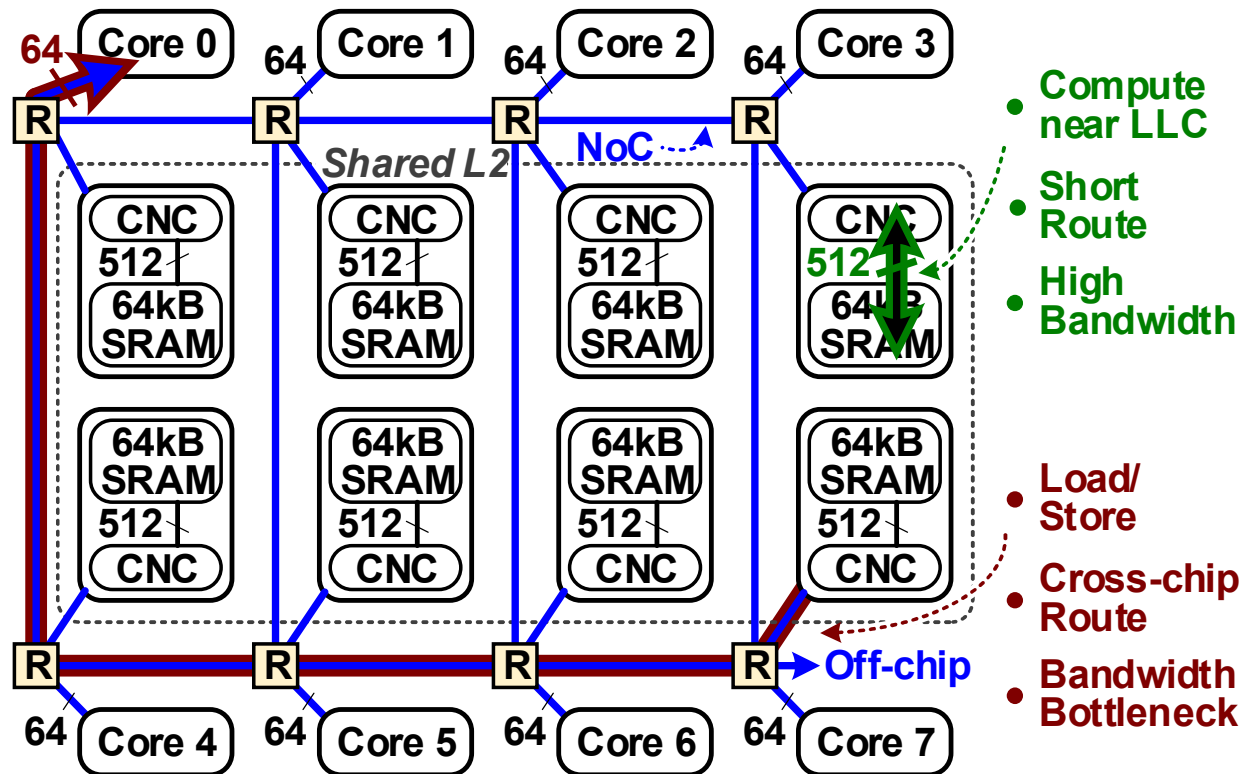 Core 0
Core 1
Core 2
Core 3
64
64
64
64
R
R
R
R
NoC
Shared L2
CNC
CNC
CNC
CNC
512
512
512
512
64kB
SRAM
64kB
SRAM
64kB
SRAM
64kB
SRAM
64kB
SRAM
64kB
SRAM
64kB
SRAM
64kB
SRAM
512
512
512
512
CNC
CNC
CNC
CNC
R
R
R
R
Off-chip
64
64
64
64
Core 4
Core 5
Core 6
Core 7
• Compute
near LLC
• Short
Route
• High
Bandwidth
• Load/
Store
• Cross-chip
Route
• Bandwidth
Bottleneck